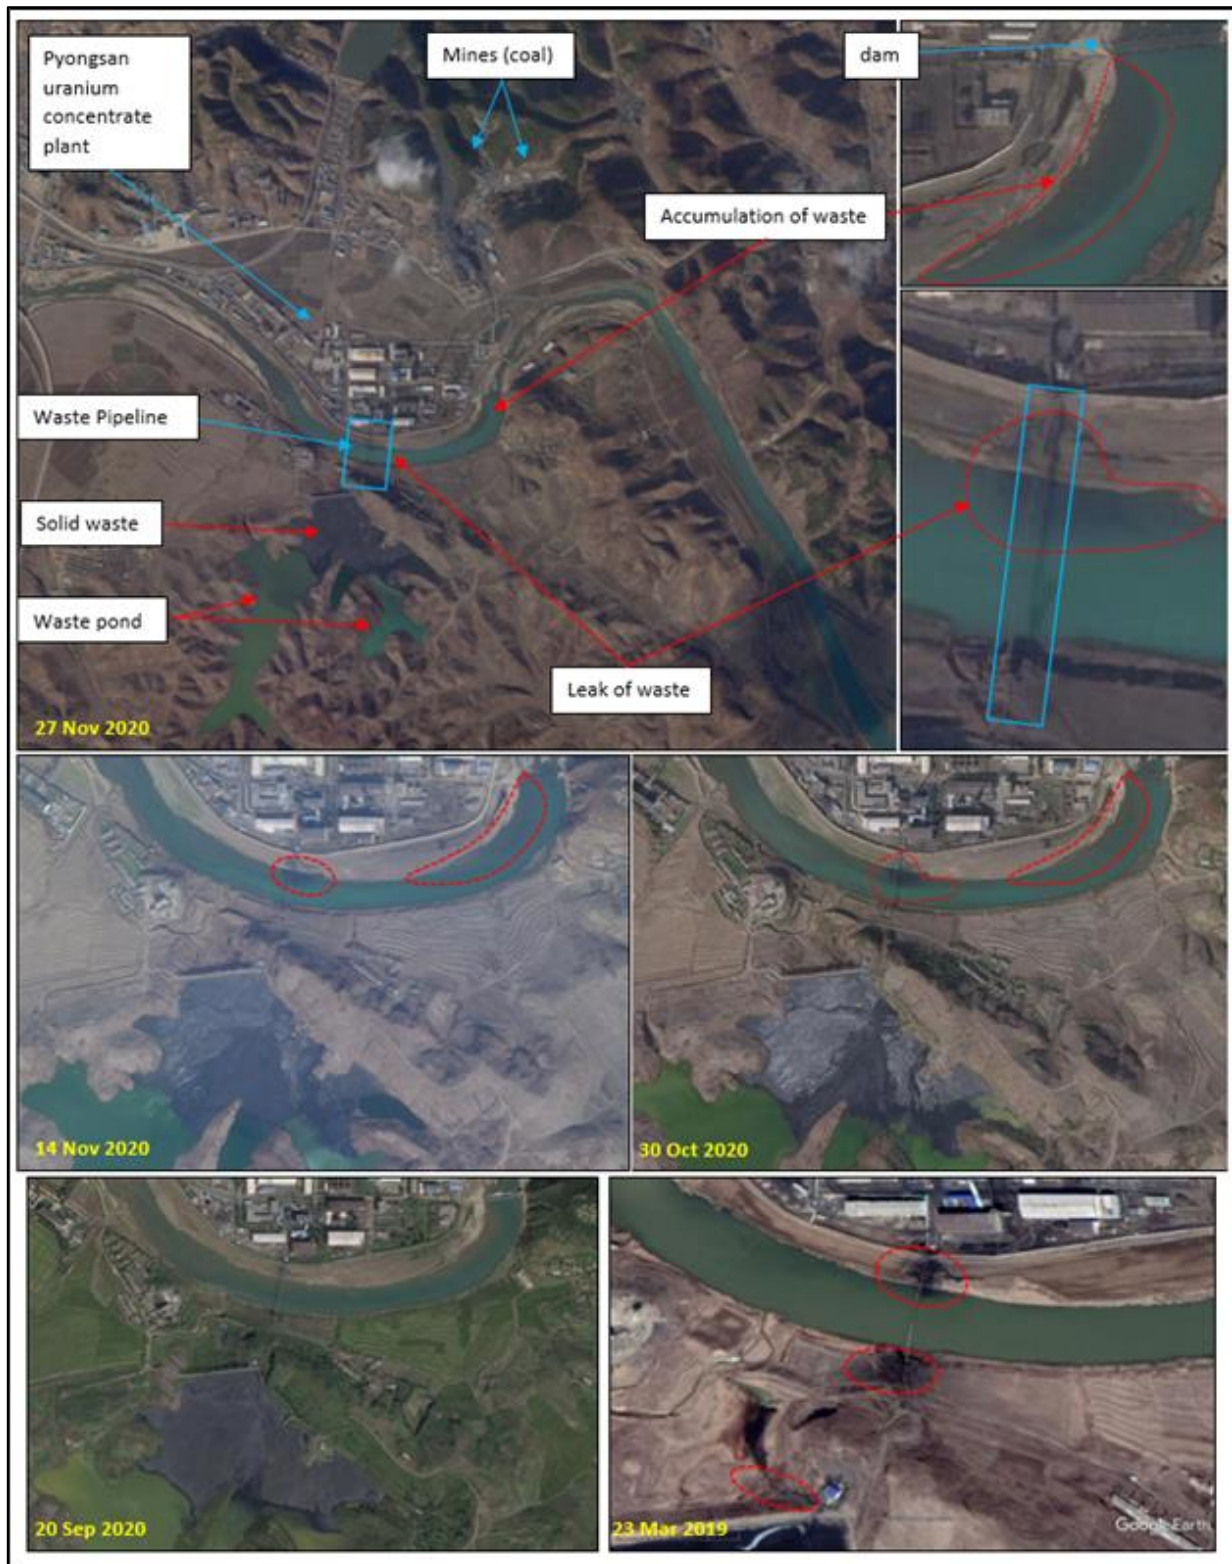 Pyongsan
uranium
concentrate
plant
Mines (coal)
dam
Accumulation of waste
Waste Pipeline
Solid waste
Waste pond
Leak of waste
27 Nov 2020
14 Nov 2020
30 Oct 2020
20 Sep 2020
23 Mar 2019
Google Earth